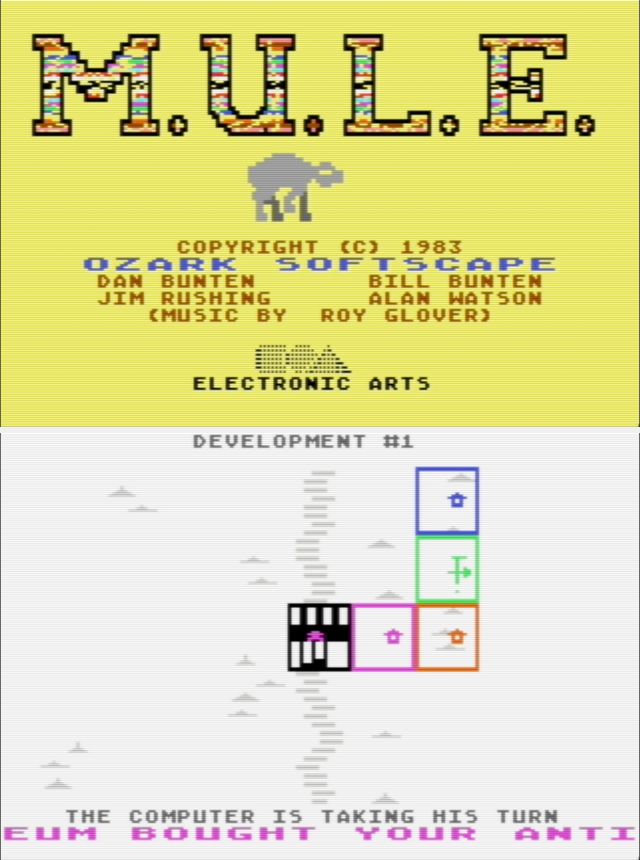 M.U.L.E.
COPYRIGHT (C) 1983
OZARK SOFTSCAPE
DAN BUNTEN BILL BUNTEN
JIM RUSHING ALAN WATSON
(MUSIC BY ROY GLOVER)
ELECTRONIC ARTS
DEVELOPMENT #1
THE COMPUTER IS TAKING HIS TURN
EUM BOUGHT YOUR ANTI